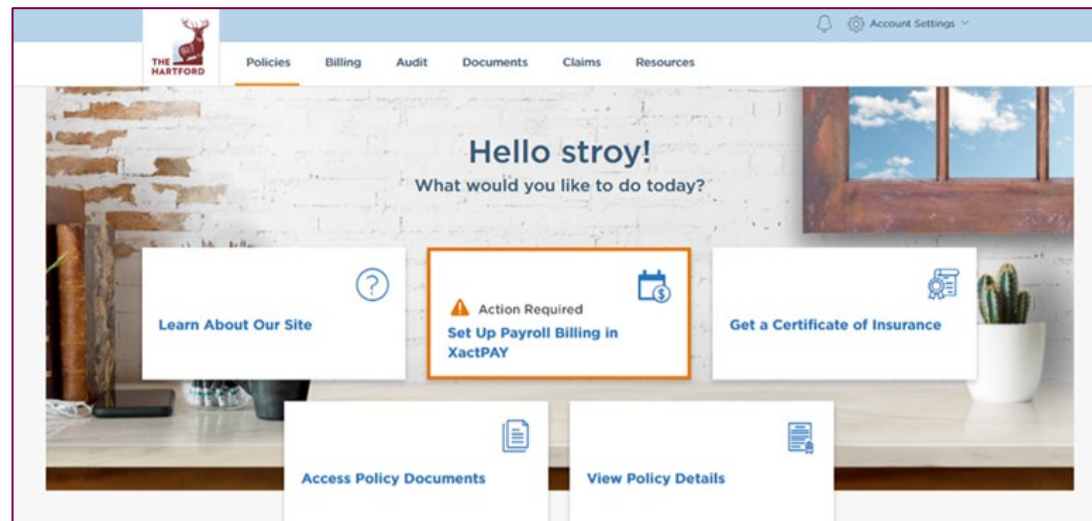 Account Settings
THE
HARTFORD
Policies Billing Audit Documents Claims Resources
Hello stroy!
What would you like to do today?
Learn About Our Site
Action Required
Set Up Payroll Billing in
XactPAY
Get a Certificate of Insurance
Access Policy Documents
View Policy Details